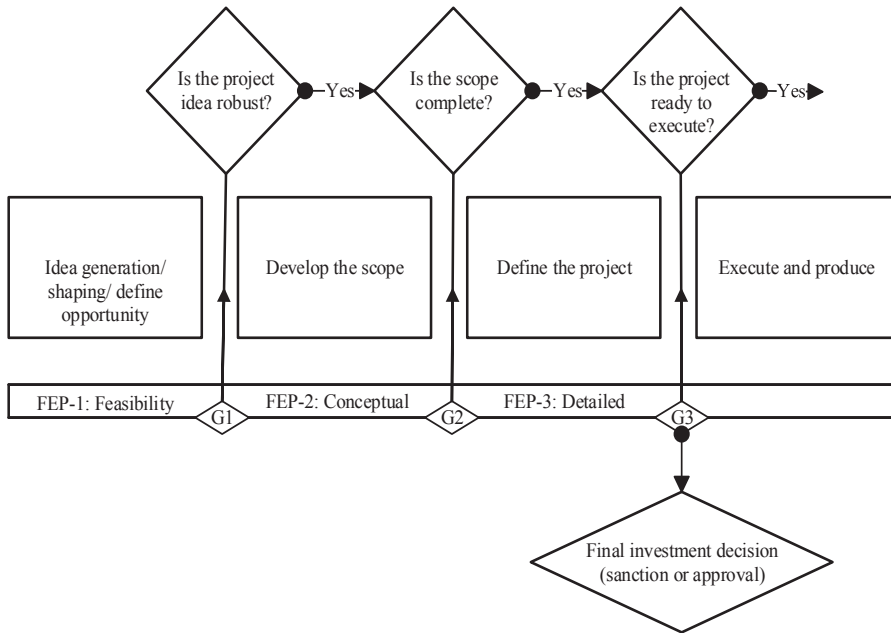 Is the project
idea robust?
Yes
Is the scope
complete?
Yes
Is the project
ready to
execute?
Yes
Idea generation/
shaping/ define
opportunity
Develop the scope
Define the project
Execute and produce
FEP-1: Feasibility
G1
FEP-2: Conceptual
G2
FEP-3: Detailed
G3
Final investment decision
(sanction or approval)